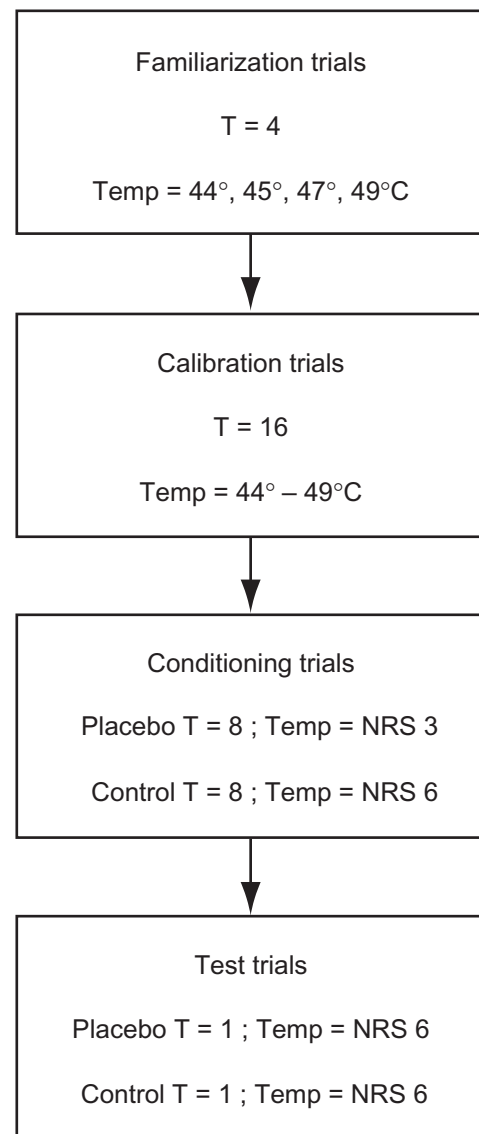 Familiarization trials
T = 4
Temp = 44°, 45°, 47°, 49°C
Calibration trials
T = 16
Temp = 44° – 49°C
Conditioning trials
Placebo T = 8 ; Temp = NRS 3
Control T = 8 ; Temp = NRS 6
Test trials
Placebo T = 1 ; Temp = NRS 6
Control T = 1 ; Temp = NRS 6